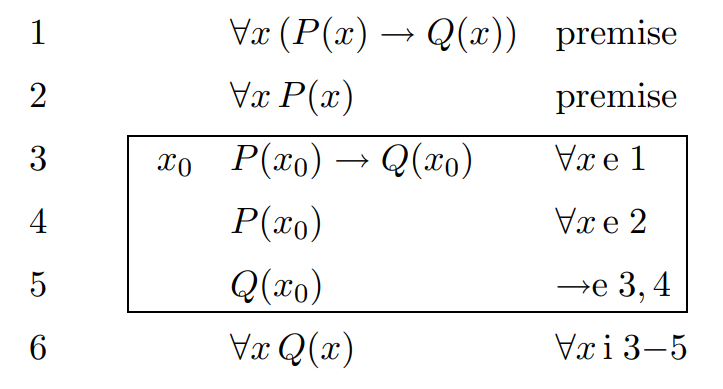 1 ∀x (P(x) → Q(x)) premise
2 ∀x P(x) premise
3 x₀ P(x₀) → Q(x₀) ∀x e 1
4 P(x₀) ∀x e 2
5 Q(x₀) →e 3, 4
6 ∀x Q(x) ∀x i 3−5